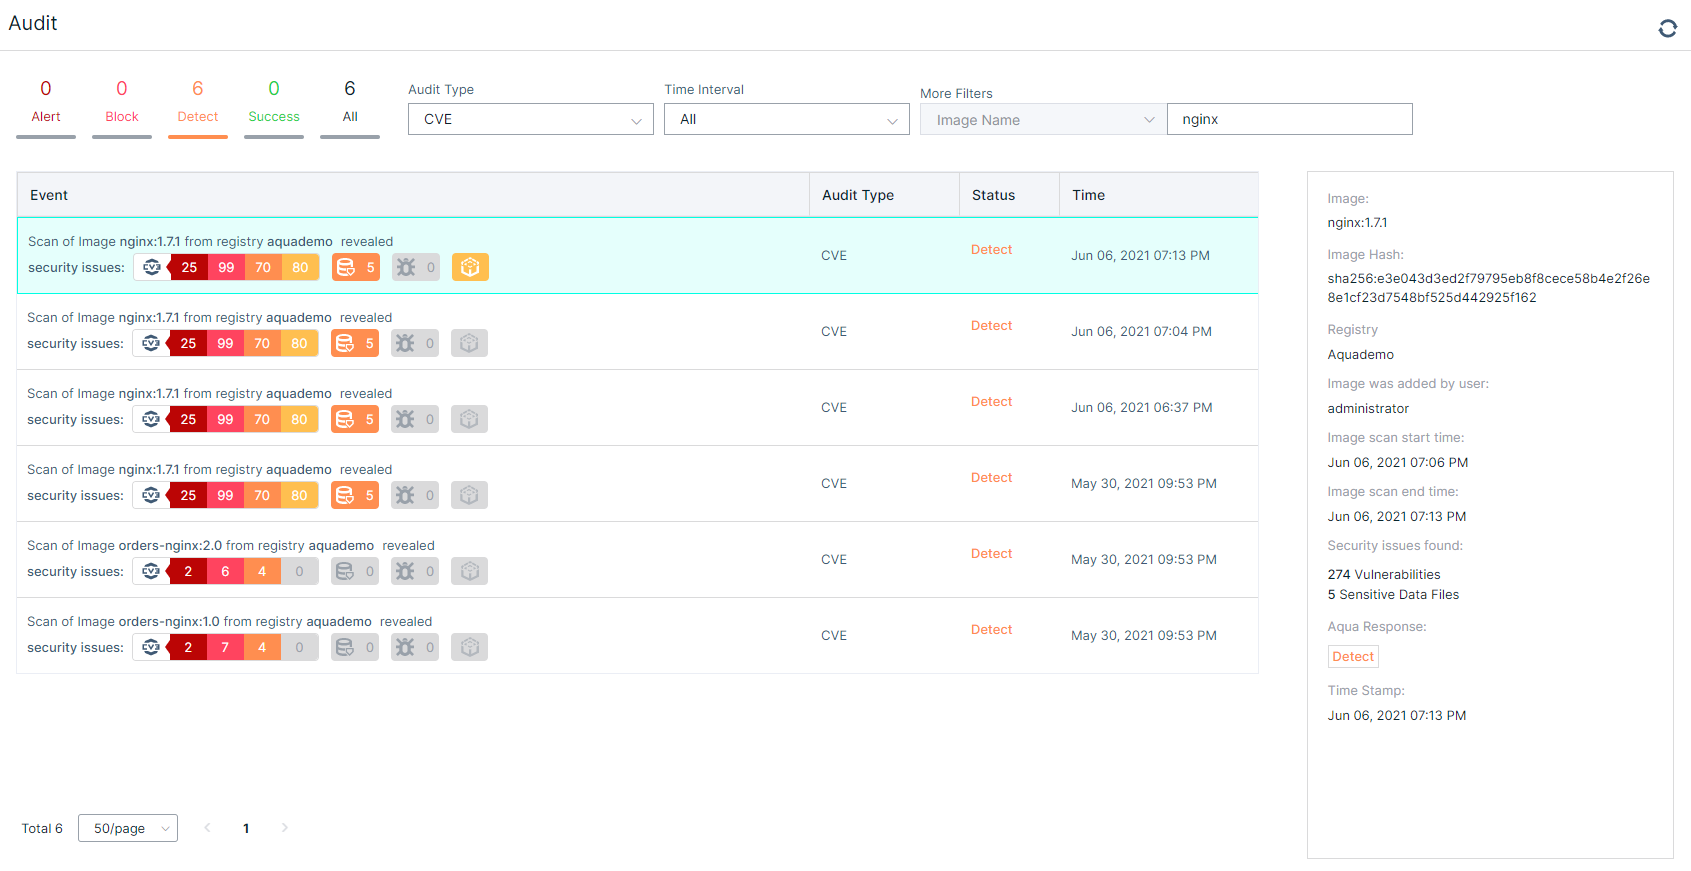 Audit
0 0 6 0 6
Alert Block Detect Success All
Audit Type Time Interval More Filters
CVE All Image Name nginx
Event Audit Type Status Time
Scan of Image nginx:1.7.1 from registry aquademo revealed
security issues: CVE 25 99 70 80 5 0
CVE Detect Jun 06, 2021 07:13 PM
Scan of Image nginx:1.7.1 from registry aquademo revealed
security issues: CVE 25 99 70 80 5 0
CVE Detect Jun 06, 2021 07:04 PM
Scan of Image nginx:1.7.1 from registry aquademo revealed
security issues: CVE 25 99 70 80 5 0
CVE Detect Jun 06, 2021 06:37 PM
Scan of Image nginx:1.7.1 from registry aquademo revealed
security issues: CVE 25 99 70 80 5 0
CVE Detect May 30, 2021 09:53 PM
Scan of Image orders-nginx:2.0 from registry aquademo revealed
security issues: CVE 2 6 4 0 0 0
CVE Detect May 30, 2021 09:53 PM
Scan of Image orders-nginx:1.0 from registry aquademo revealed
security issues: CVE 2 7 4 0 0 0
CVE Detect May 30, 2021 09:53 PM
Total 6 50/page 1
Image:
nginx:1.7.1
Image Hash:
sha256:e3e043d3ed2f79795eb8f8cece58b4e2f26e
8e1cf23d7548bf525d442925f162
Registry
Aquademo
Image was added by user:
administrator
Image scan start time:
Jun 06, 2021 07:06 PM
Image scan end time:
Jun 06, 2021 07:13 PM
Security issues found:
274 Vulnerabilities
5 Sensitive Data Files
Aqua Response:
Detect
Time Stamp:
Jun 06, 2021 07:13 PM